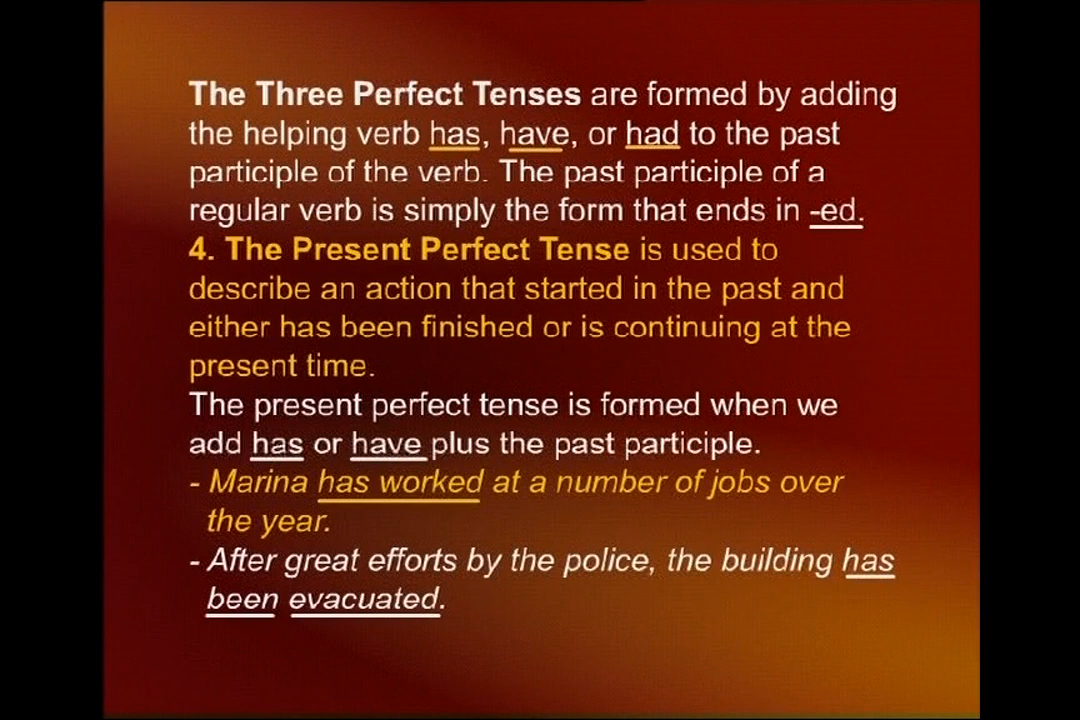 The Three Perfect Tenses are formed by adding
the helping verb has, have, or had to the past
participle of the verb. The past participle of a
regular verb is simply the form that ends in -ed.
4. The Present Perfect Tense is used to
describe an action that started in the past and
either has been finished or is continuing at the
present time.
The present perfect tense is formed when we
add has or have plus the past participle.
- Marina has worked at a number of jobs over
the year.
- After great efforts by the police, the building has
been evacuated.